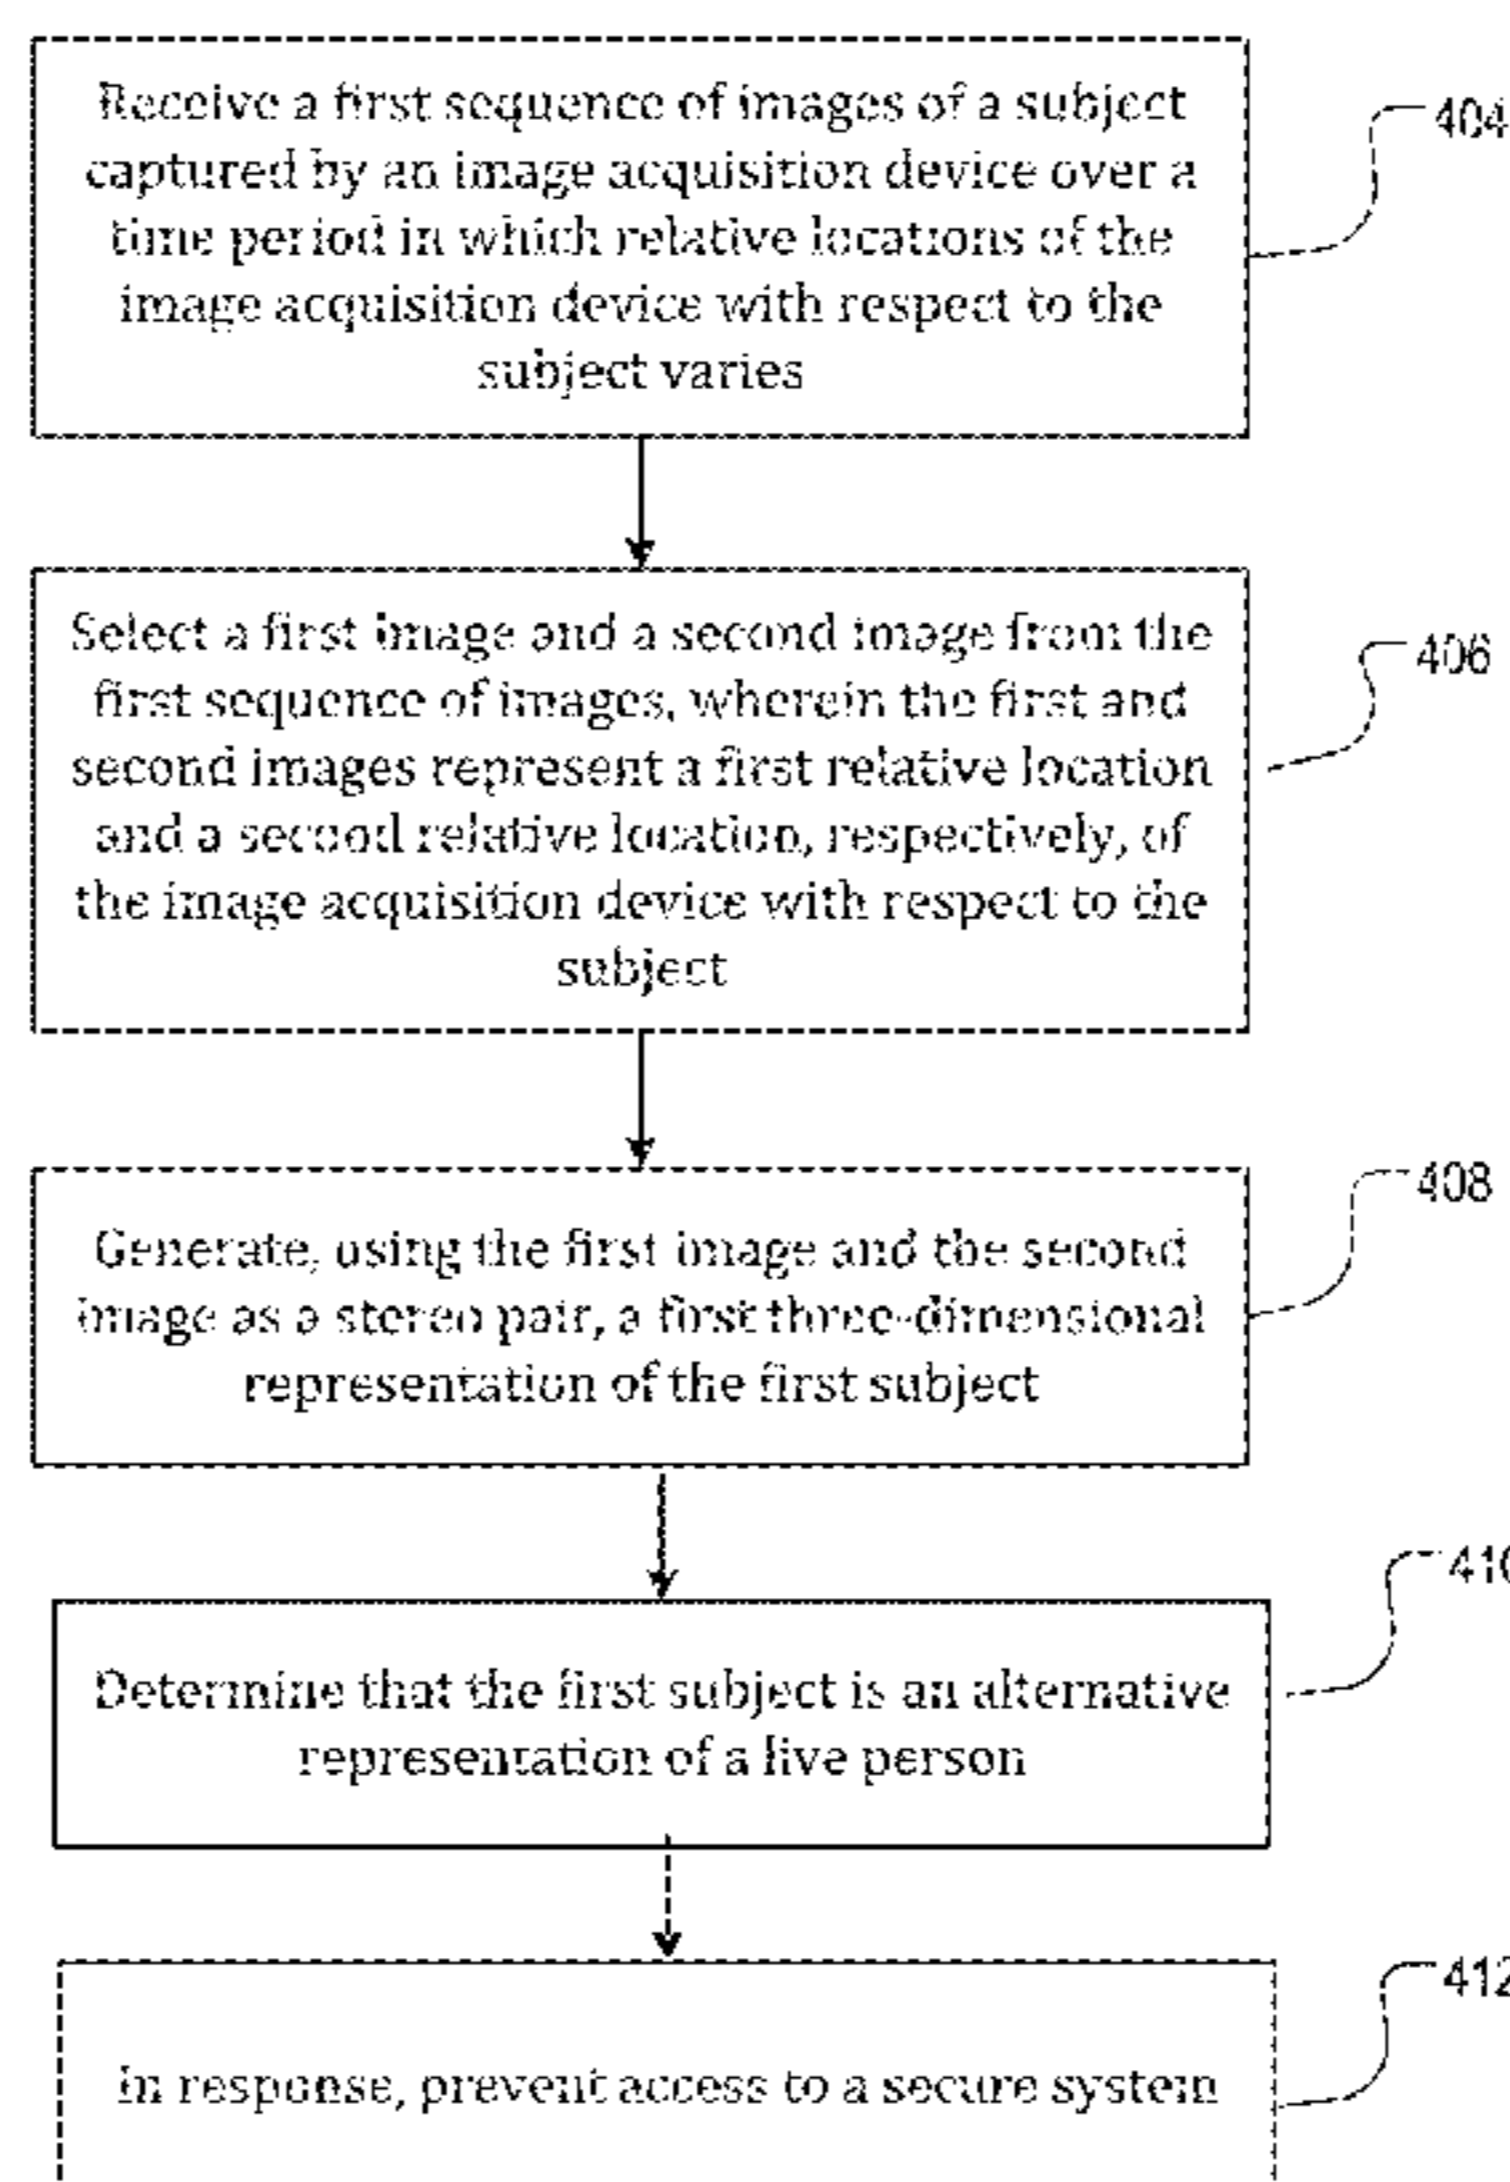 Receive a first sequence of images of a subject
captured by an image acquisition device over a
time period in which relative locations of the
image acquisition device with respect to the
subject varies
404
Select a first image and a second image from the
first sequence of images, wherein the first and
second images represent a first relative location
and a second relative location, respectively, of
the image acquisition device with respect to the
subject
406
Generate, using the first image and the second
image as a stereo pair, a first three-dimensional
representation of the first subject
408
Determine that the first subject is an alternative
representation of a live person
410
In response, prevent access to a secure system
412